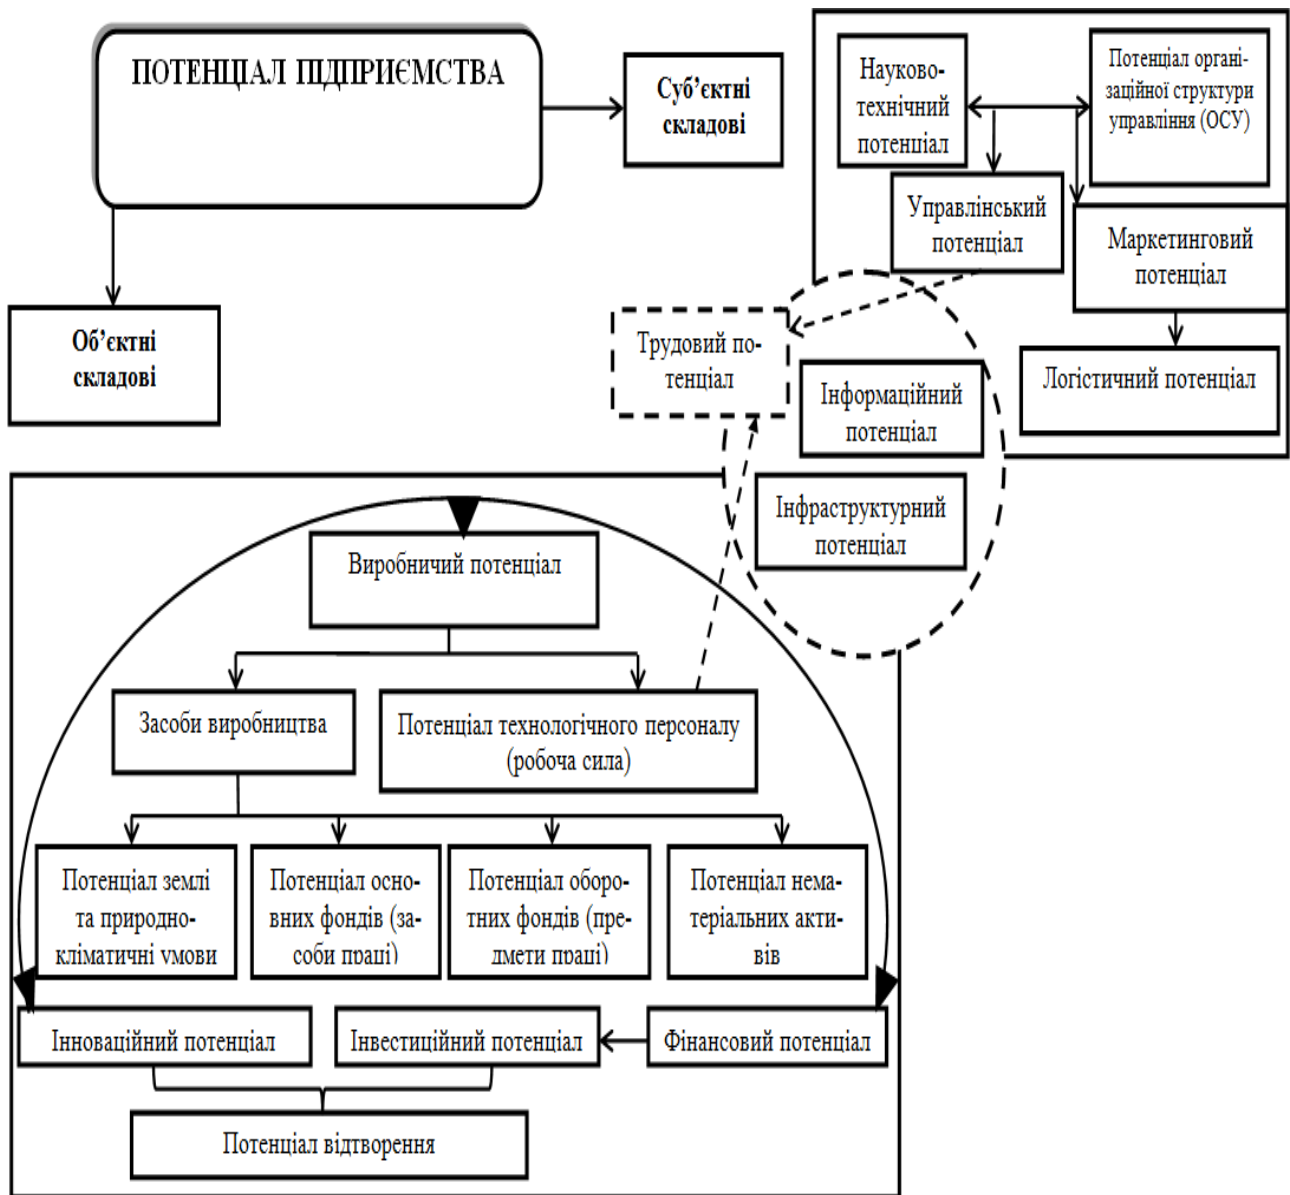 ПОТЕНЦІАЛ ПІДПРИЄМСТВА
Суб’єктні
складові
Об’єктні
складові
Науково-
технічний
потенціал
Потенціал органі-
заційної структури
управління (ОСУ)
Управлінський
потенціал
Маркетинговий
потенціал
Логістичний потенціал
Трудовий по-
тенціал
Інформаційний
потенціал
Інфраструктурний
потенціал
Виробничий потенціал
Засоби виробництва
Потенціал технологічного персоналу
(робоча сила)
Потенціал землі
та природно-
кліматичні умови
Потенціал осно-
вних фондів (за-
соби праці)
Потенціал оборо-
тних фондів (пре-
дмети праці)
Потенціал нема-
теріальних акти-
вів
Інноваційний потенціал
Інвестиційний потенціал
Фінансовий потенціал
Потенціал відтворення